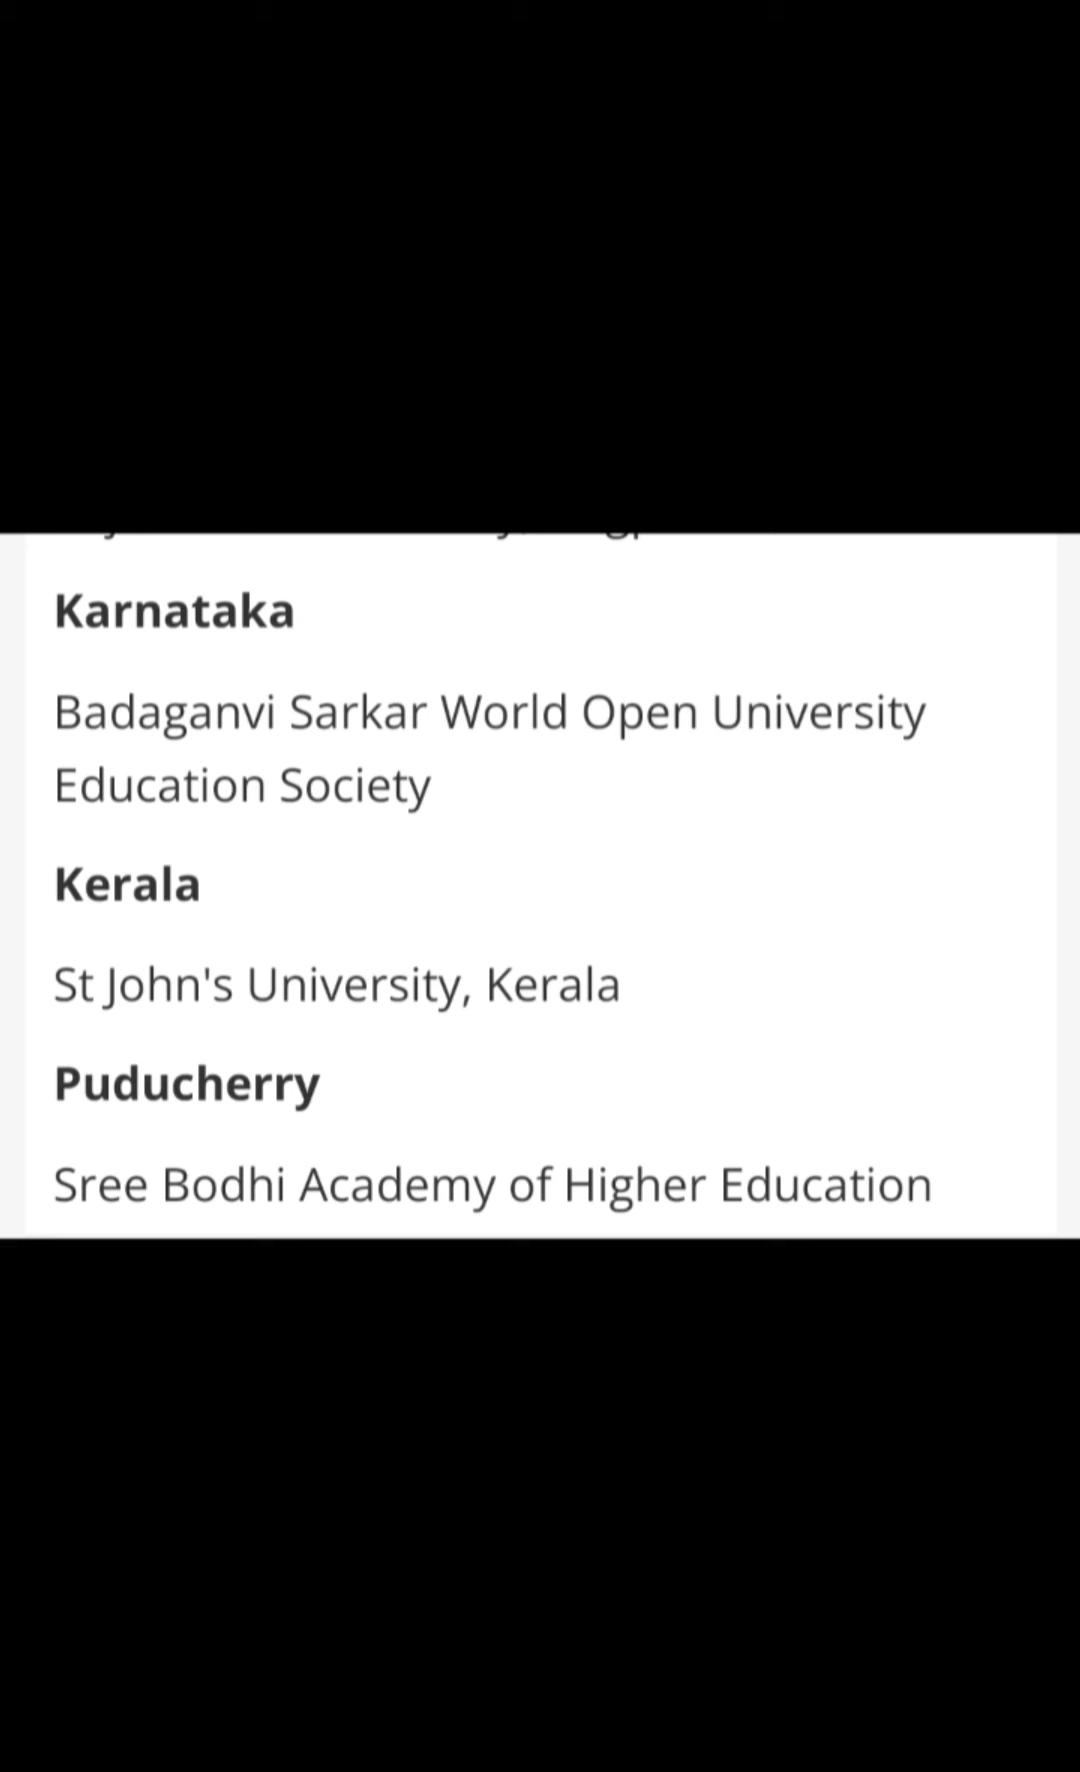 Karnataka
Badaganvi Sarkar World Open University
Education Society
Kerala
St John's University, Kerala
Puducherry
Sree Bodhi Academy of Higher Education